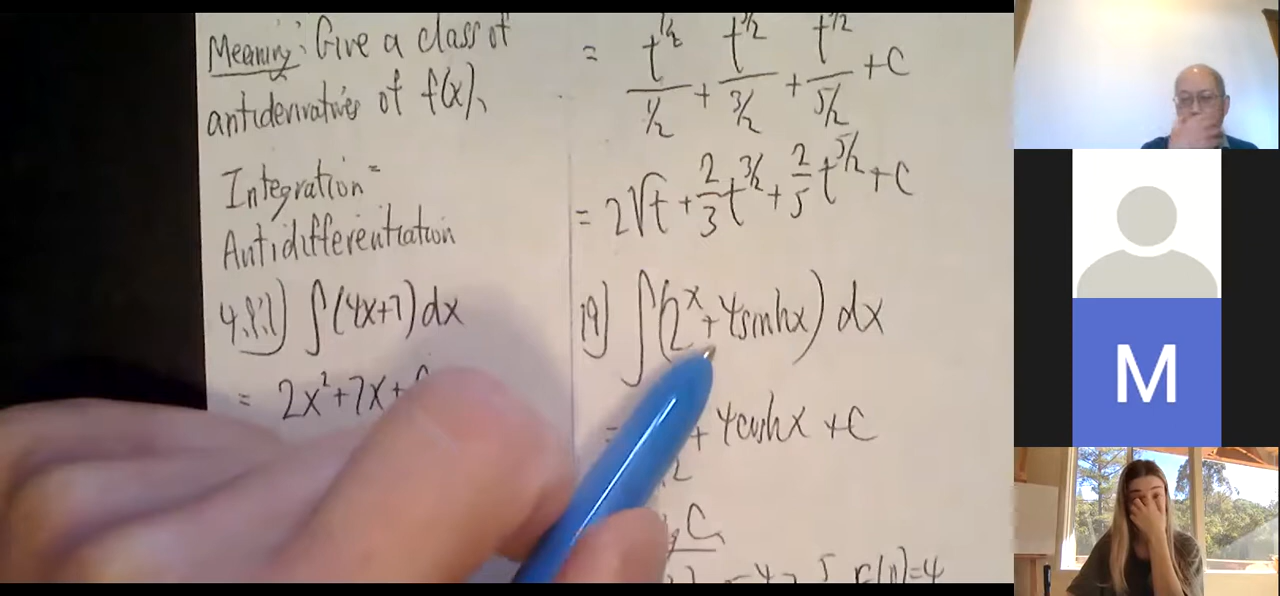 Meaning: Give a class of
antiderivatives of f(x).
Integration =
Antidifferentiation
4.8:1) ∫(4x+7) dx
= 2x²+7x+
= t^(1/2)/(1/2) + t^(3/2)/(3/2) + t^(5/2)/(5/2) + C
= 2√t + 2/3 t^(3/2) + 2/5 t^(5/2) + C
19) ∫(2^x + 4sinhx) dx
+ 4coshx + C
C
M